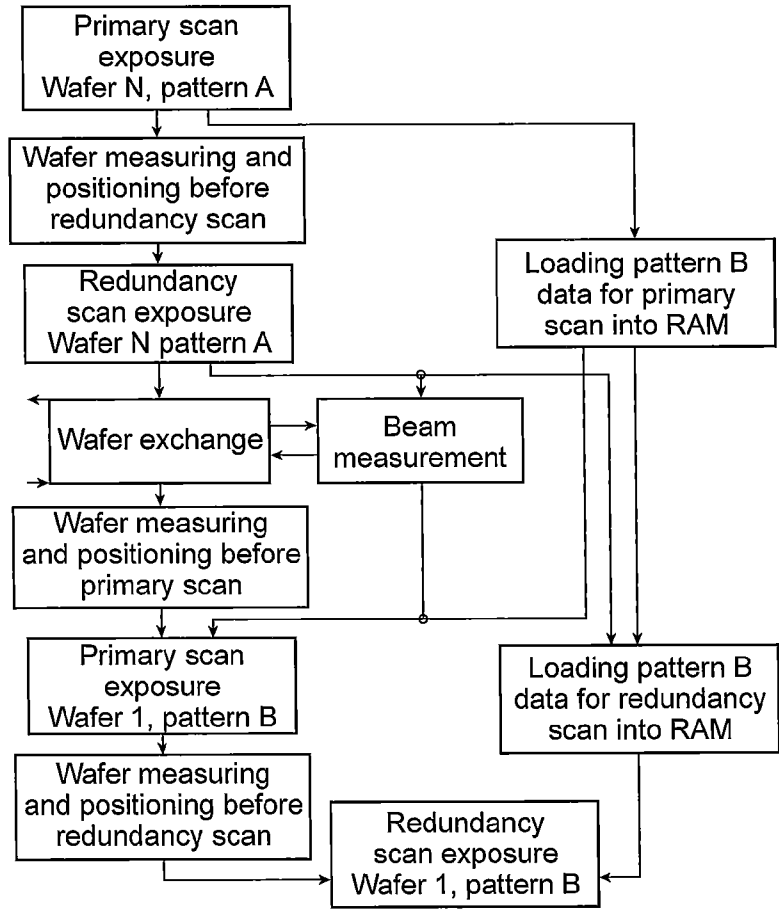 Primary scan
exposure
Wafer N, pattern A
Wafer measuring and
positioning before
redundancy scan
Redundancy
scan exposure
Wafer N pattern A
Loading pattern B
data for primary
scan into RAM
Wafer exchange
Beam
measurement
Wafer measuring
and positioning before
primary scan
Primary scan
exposure
Wafer 1, pattern B
Loading pattern B
data for redundancy
scan into RAM
Wafer measuring
and positioning before
redundancy scan
Redundancy
scan exposure
Wafer 1, pattern B